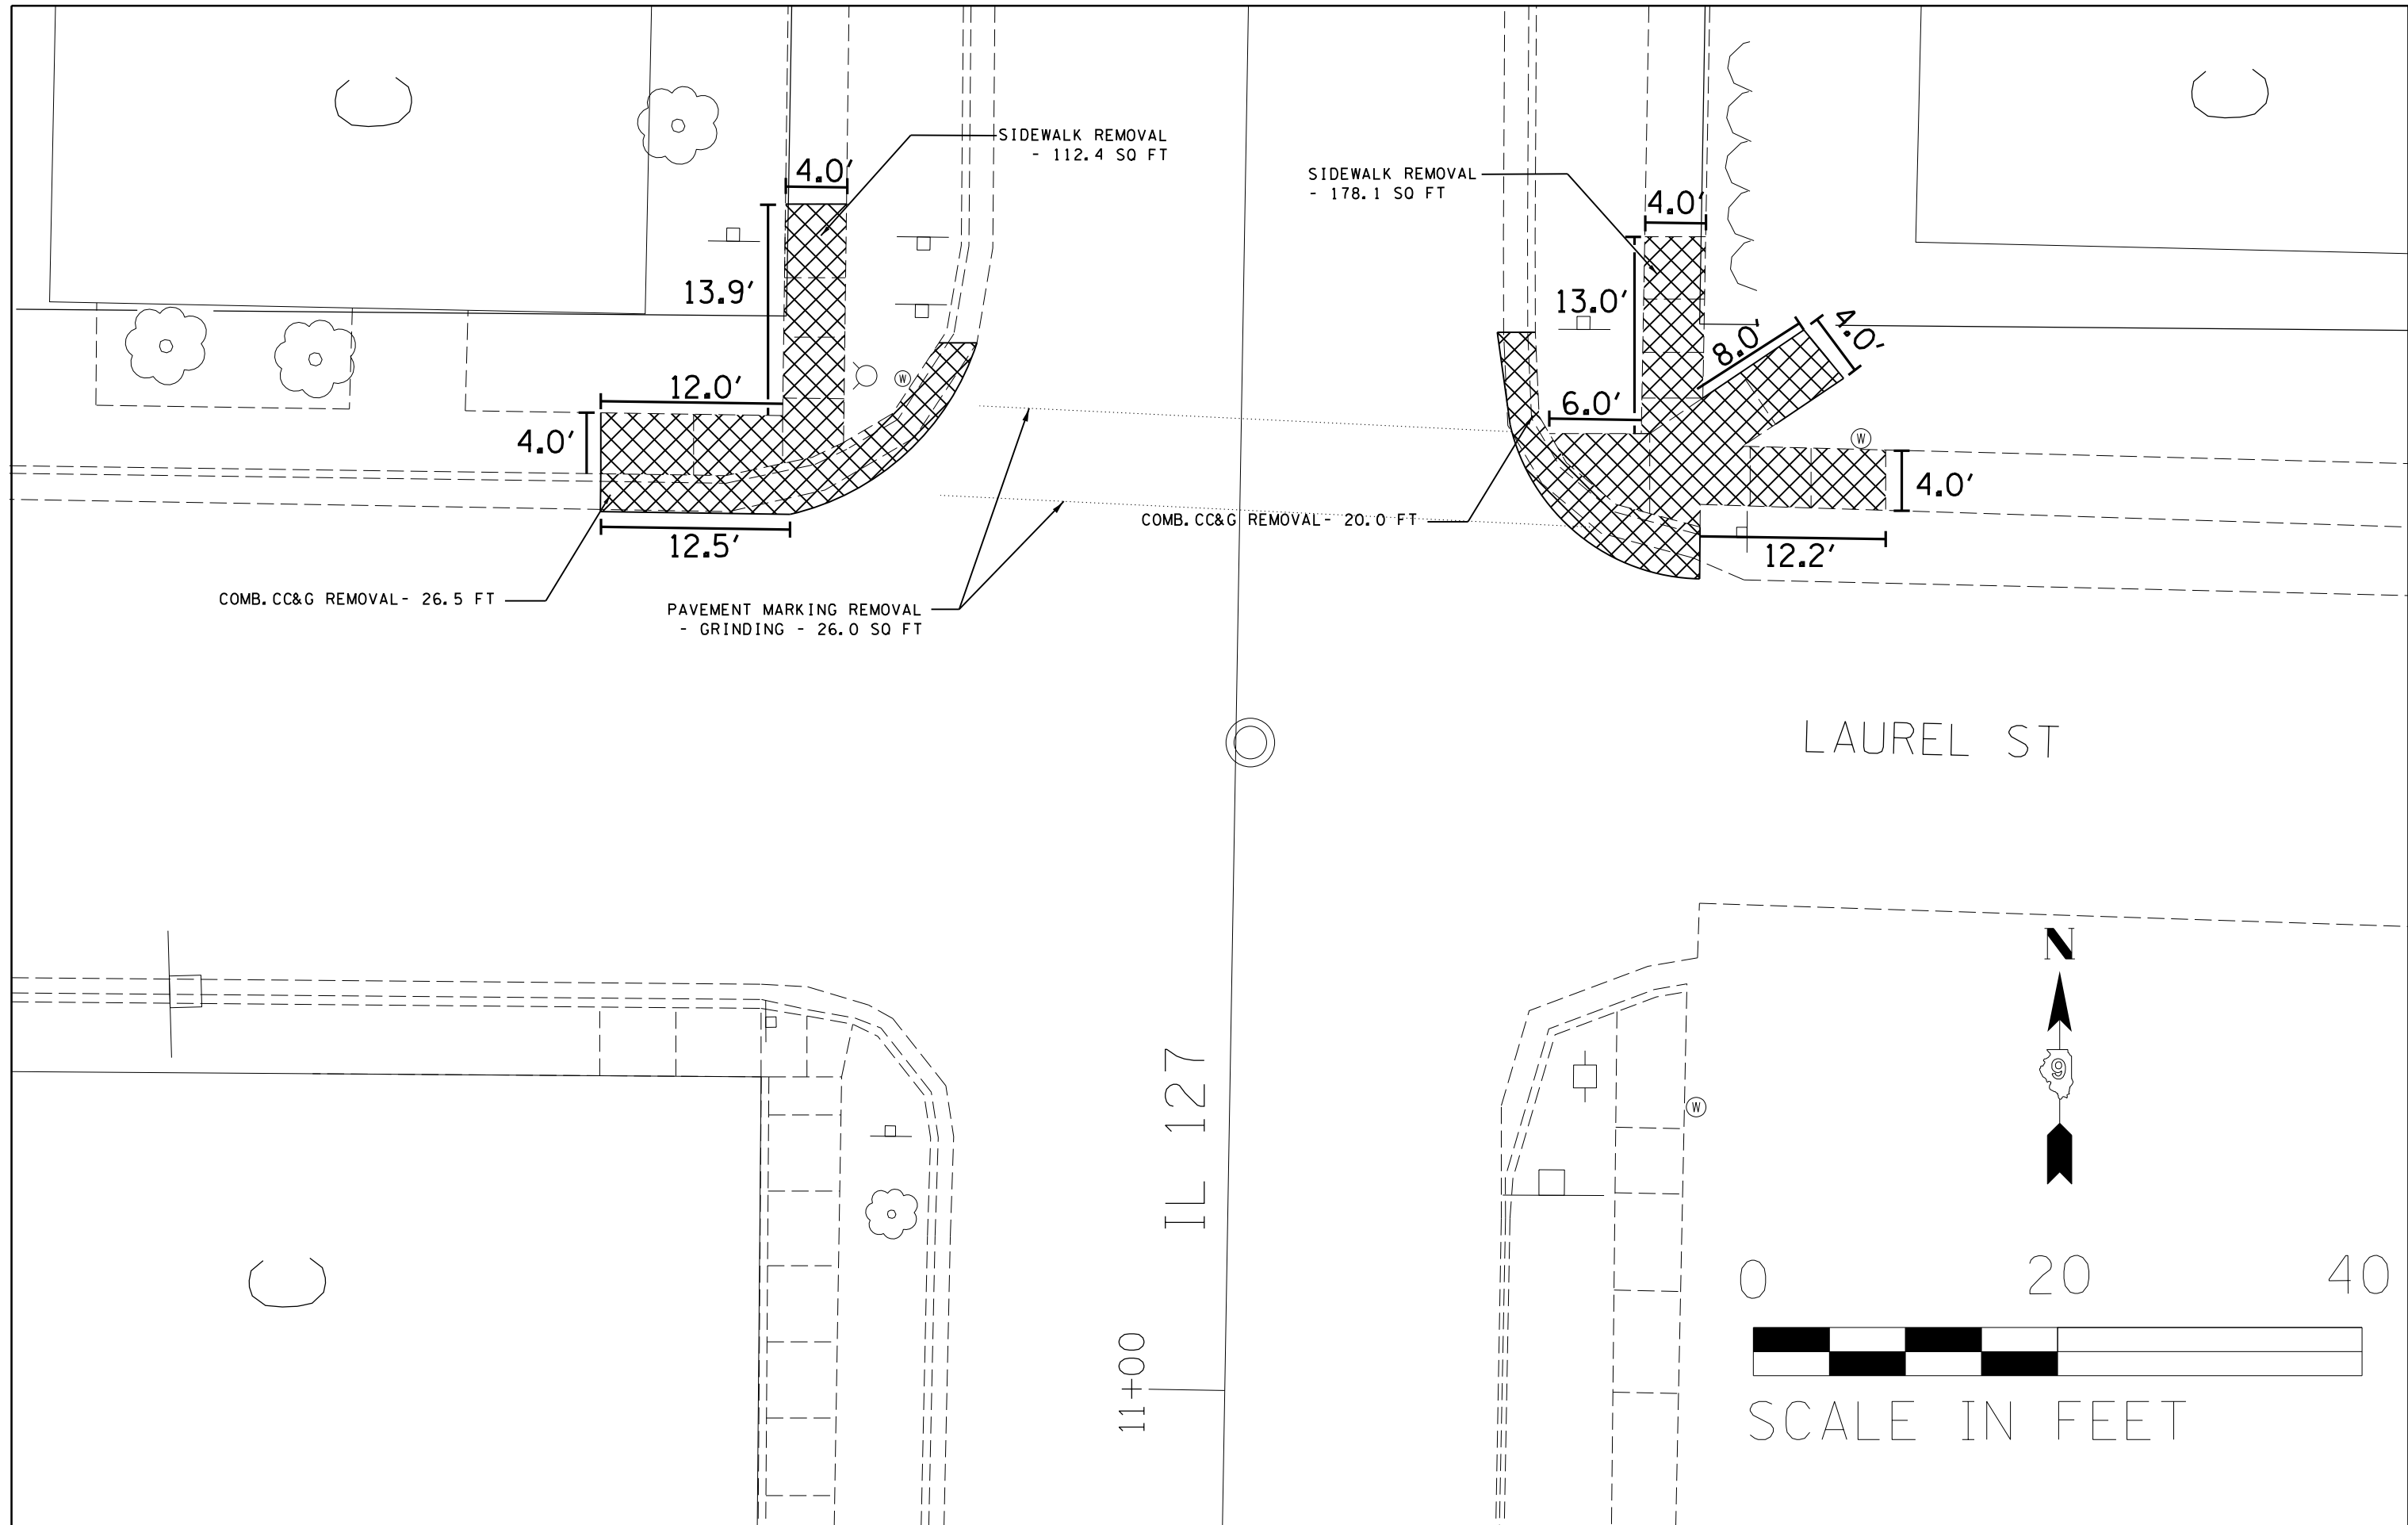 SIDEWALK REMOVAL
- 112.4 SQ FT
4.0'
13.9'
12.0'
4.0'
12.5'
COMB. CC&G REMOVAL- 26.5 FT
PAVEMENT MARKING REMOVAL
- GRINDING - 26.0 SQ FT
W
SIDEWALK REMOVAL
- 178.1 SQ FT
4.0'
13.0'
8.0'
4.0'
6.0'
W
4.0'
12.2'
COMB. CC&G REMOVAL- 20.0 FT
LAUREL ST
IL 127
11+00
W
N
9
0 20 40
SCALE IN FEET